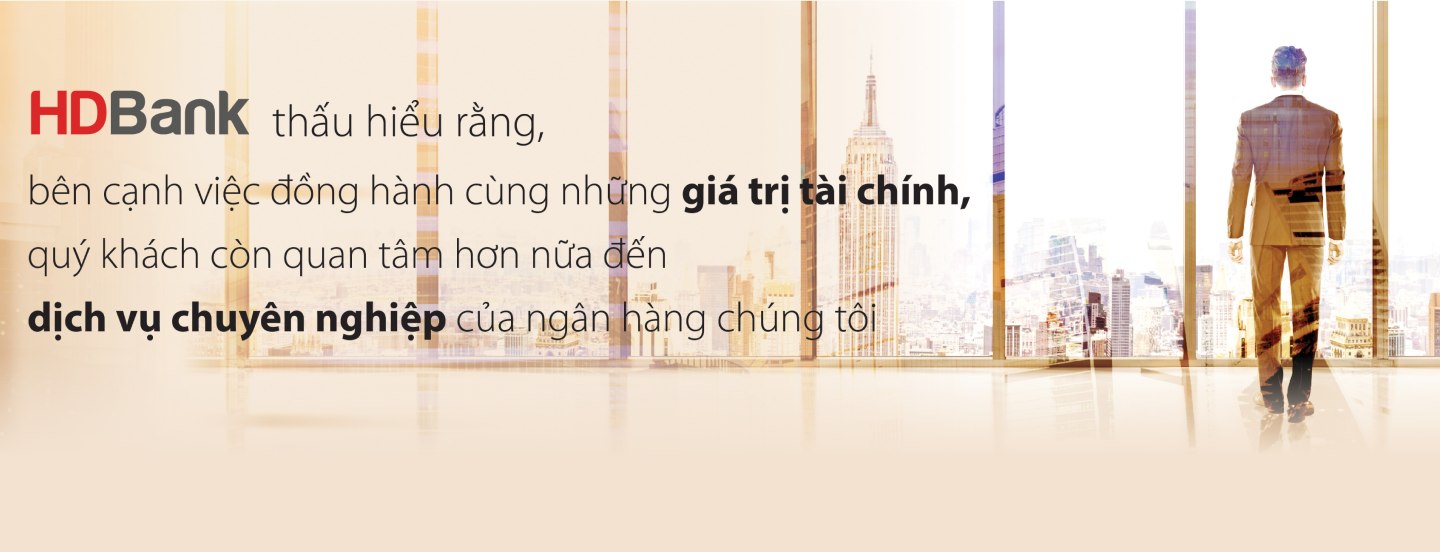 HDBank thấu hiểu rằng,
bên cạnh việc đồng hành cùng những giá trị tài chính,
quý khách còn quan tâm hơn nữa đến
dịch vụ chuyên nghiệp của ngân hàng chúng tôi